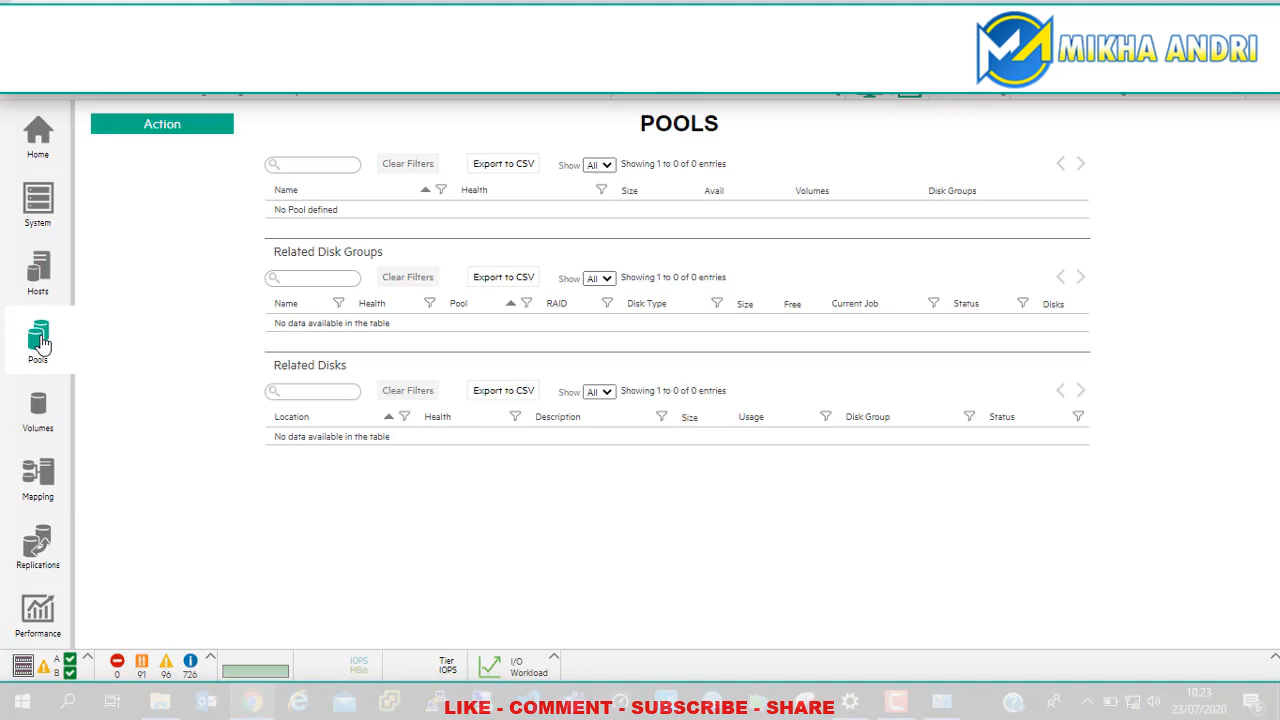 MIKHA ANDRI
Action
POOLS
Home
System
Hosts
Pools
Volumes
Mapping
Replications
Performance
Clear Filters Export to CSV Show All Showing 1 to 0 of 0 entries
Name Health Size Avail Volumes Disk Groups
No Pool defined
Related Disk Groups
Clear Filters Export to CSV Show All Showing 1 to 0 of 0 entries
Name Health Pool RAID Disk Type Size Free Current Job Status Disks
No data available in the table
Related Disks
Clear Filters Export to CSV Show All Showing 1 to 0 of 0 entries
Location Health Description Size Usage Disk Group Status
No data available in the table
A
B
0 91 96 726
IOPS
MB/s
Tier
IOPS
I/O
Workload
10.23
23/07/2020
LIKE - COMMENT - SUBSCRIBE - SHARE